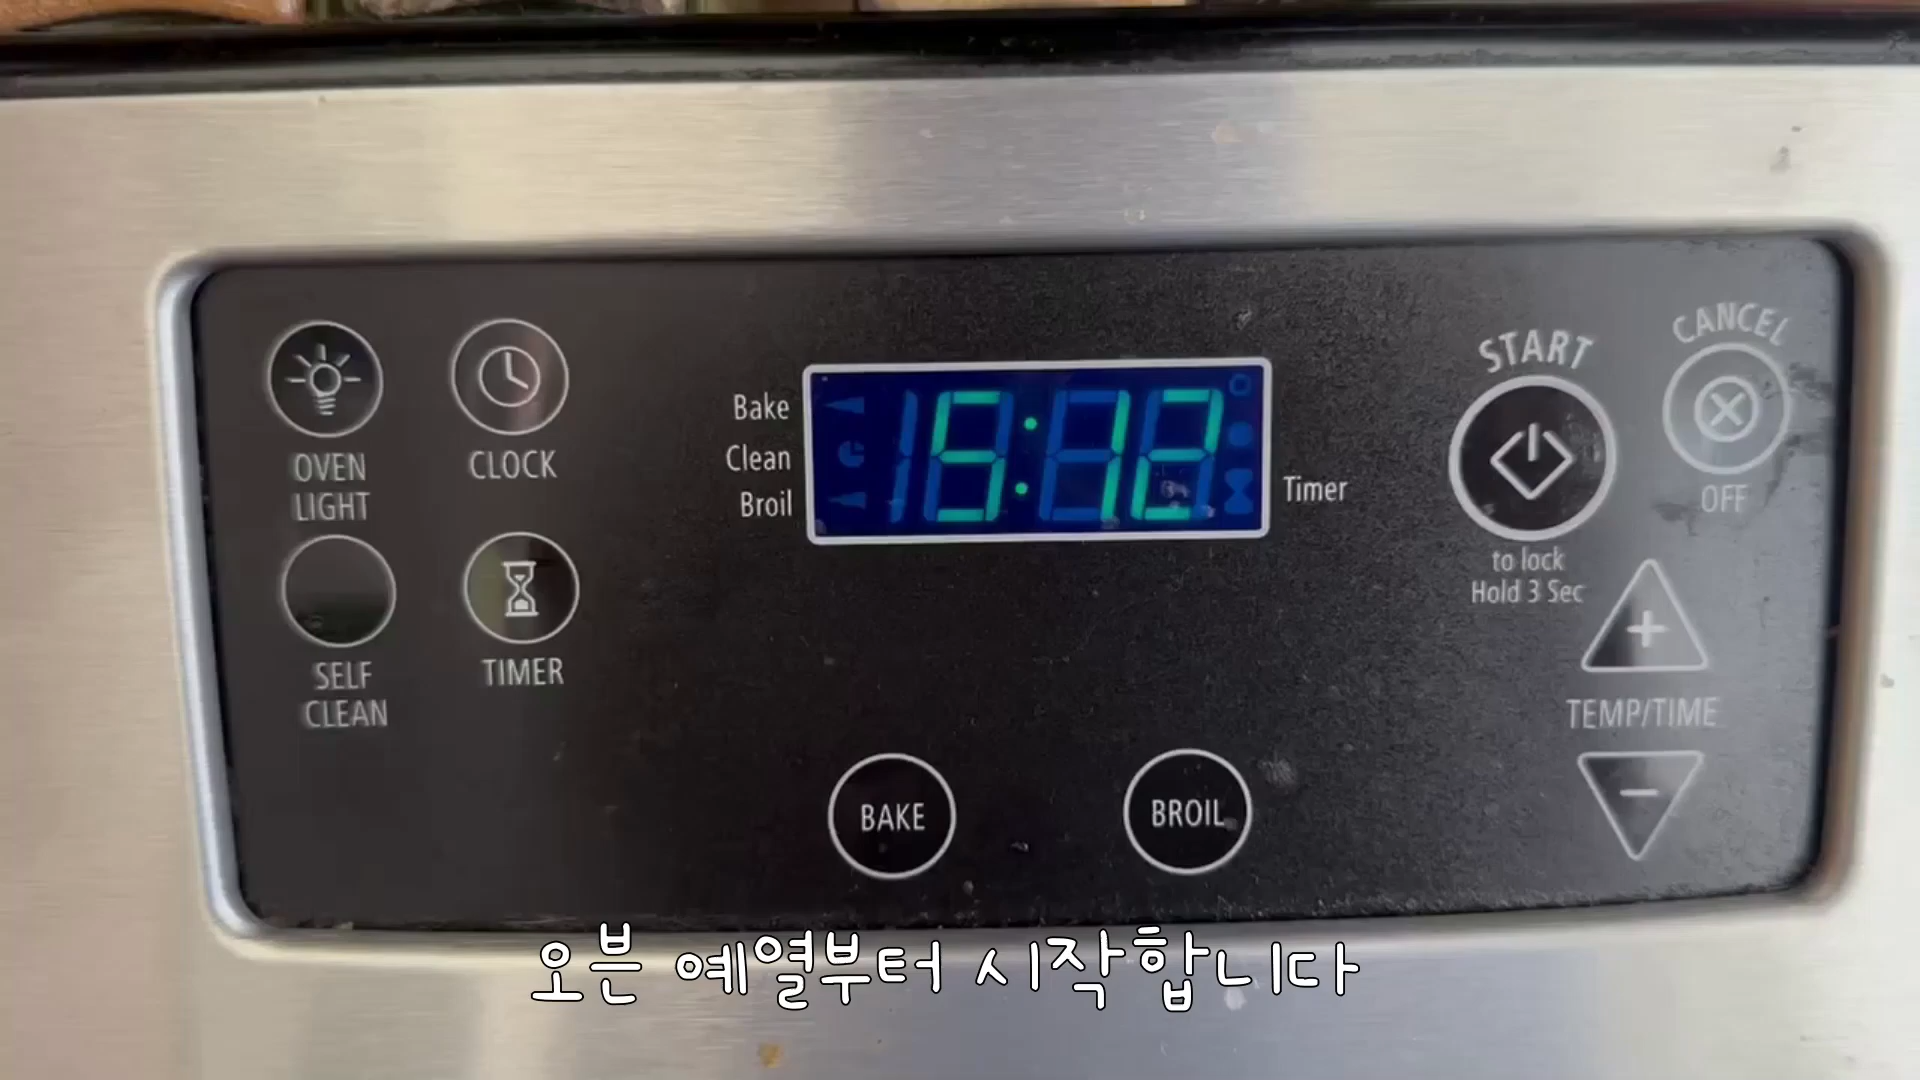 CANCEL
START
Bake
Clean
Broil
5:12
Timer
OVEN
LIGHT
CLOCK
OFF
to lock
Hold 3 Sec
SELF
CLEAN
TIMER
TEMP/TIME
BAKE
BROIL
오븐 예열부터 시작합니다